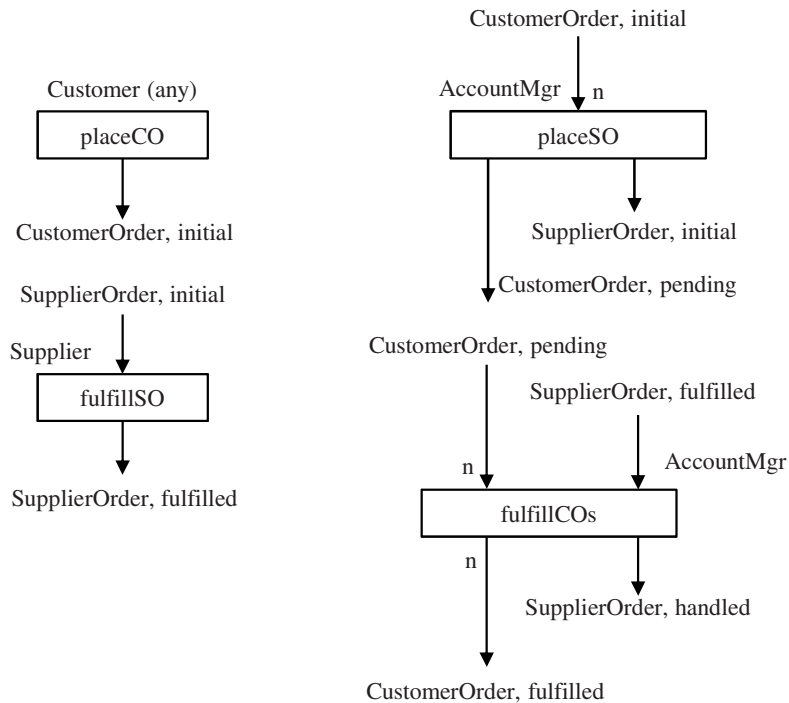 Customer (any)
placeCO
CustomerOrder, initial
SupplierOrder, initial
Supplier
fulfillSO
SupplierOrder, fulfilled
CustomerOrder, initial
AccountMgr
n
placeSO
SupplierOrder, initial
CustomerOrder, pending
CustomerOrder, pending
SupplierOrder, fulfilled
n
AccountMgr
fulfillCOs
n
SupplierOrder, handled
CustomerOrder, fulfilled